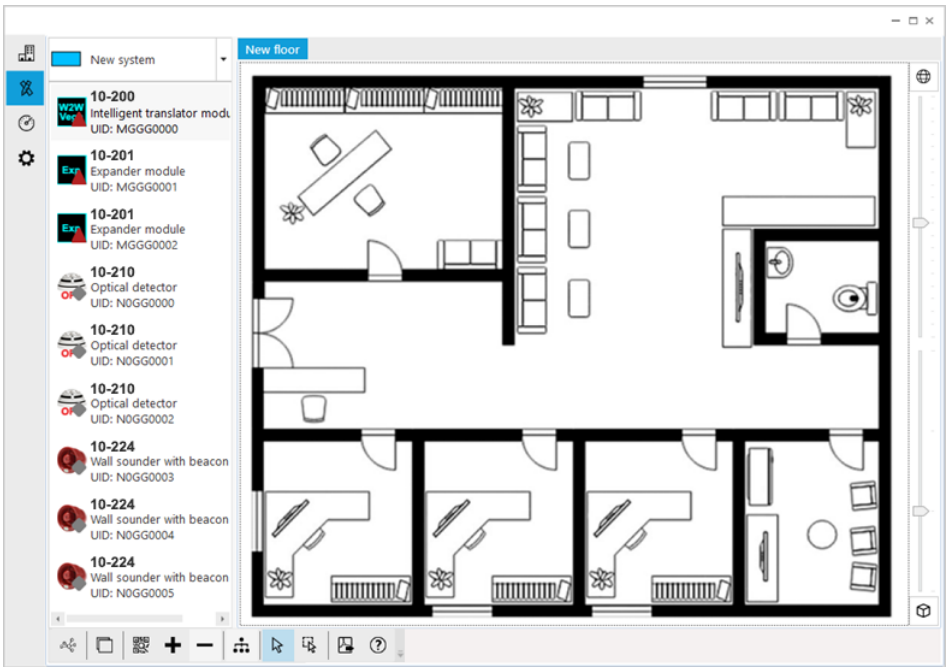 New system
New floor
W2W
10-200
Intelligent translator modu
UID: MGGG0000
Exp
10-201
Expander module
UID: MGGG0001
Exp
10-201
Expander module
UID: MGGG0002
10-210
Optical detector
UID: N0GG0000
10-210
Optical detector
UID: N0GG0001
10-210
Optical detector
UID: N0GG0002
10-224
Wall sounder with beacon
UID: N0GG0003
10-224
Wall sounder with beacon
UID: N0GG0004
10-224
Wall sounder with beacon
UID: N0GG0005